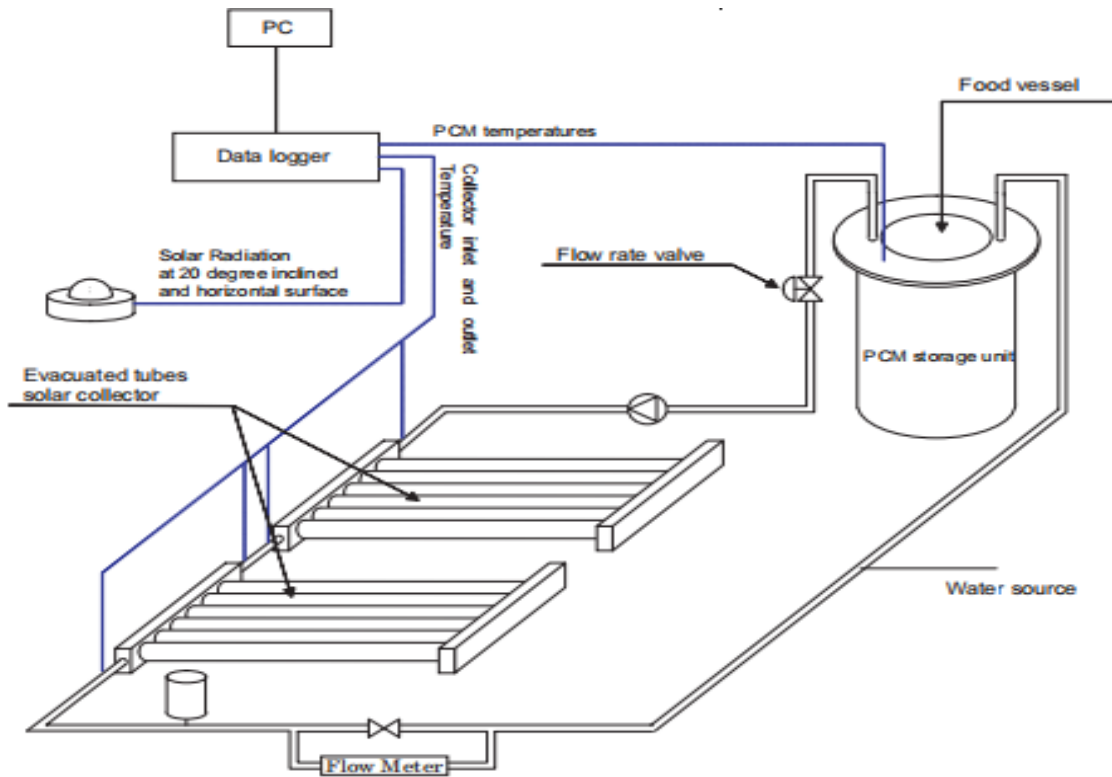 PC
Food vessel
PCM temperatures
Data logger
Collector inlet and outlet
Temperature
Solar Radiation
at 20 degree inclined
and horizontal surface
Flow rate valve
PCM storage unit
Evacuated tubes
solar collector
Water source
Flow Meter